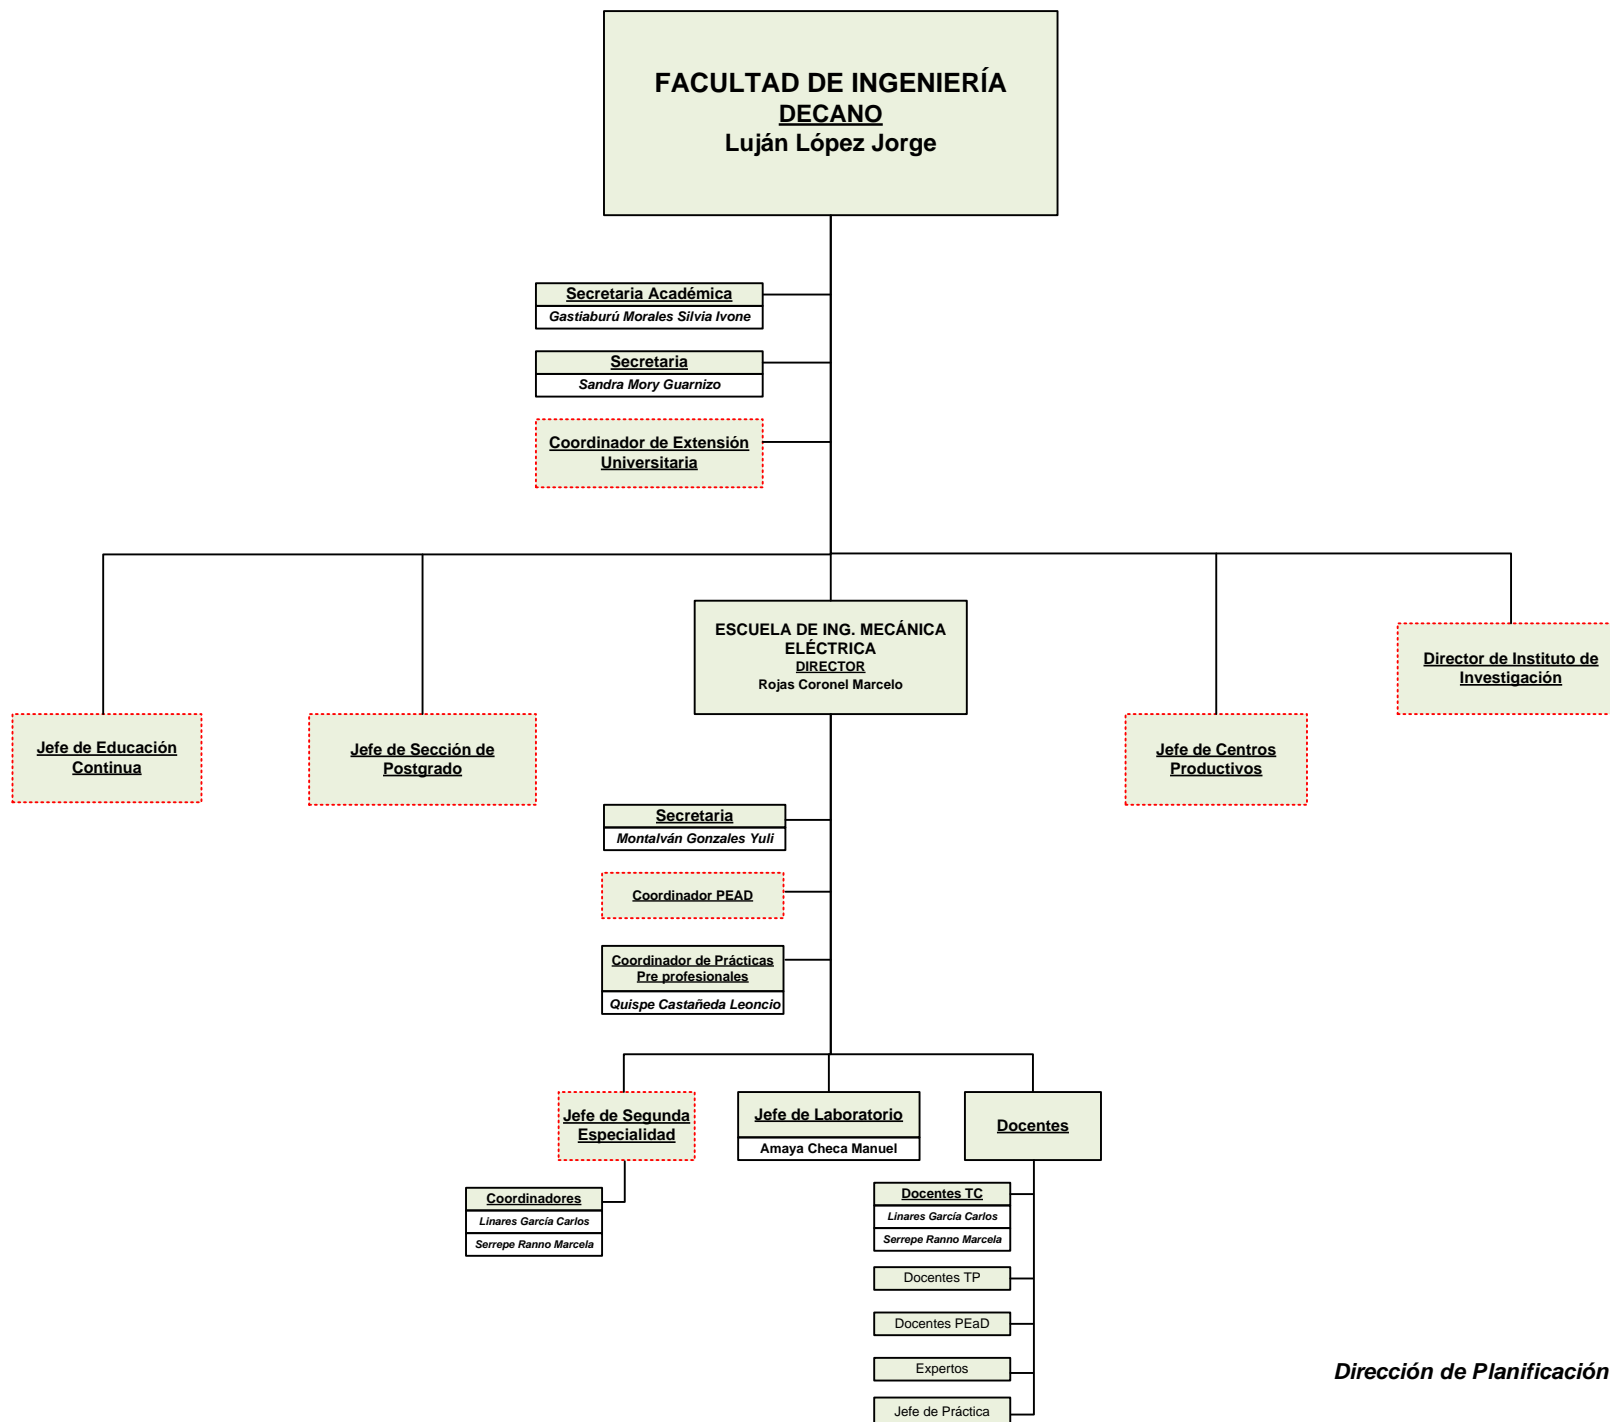 FACULTAD DE INGENIERÍA
DECANO
Luján López Jorge
Secretaria Académica
Gastiaburú Morales Silvia Ivone
Secretaria
Sandra Mory Guarnizo
Coordinador de Extensión
Universitaria
ESCUELA DE ING. MECÁNICA
ELÉCTRICA
DIRECTOR
Rojas Coronel Marcelo
Director de Instituto de
Investigación
Jefe de Educación
Continua
Jefe de Sección de
Postgrado
Jefe de Centros
Productivos
Secretaria
Montalván Gonzales Yuli
Coordinador PEAD
Coordinador de Prácticas
Pre profesionales
Quispe Castañeda Leoncio
Jefe de Segunda
Especialidad
Jefe de Laboratorio
Amaya Checa Manuel
Docentes
Coordinadores
Linares García Carlos
Serrepe Ranno Marcela
Docentes TC
Linares García Carlos
Serrepe Ranno Marcela
Docentes TP
Docentes PEaD
Expertos
Jefe de Práctica
Dirección de Planificación